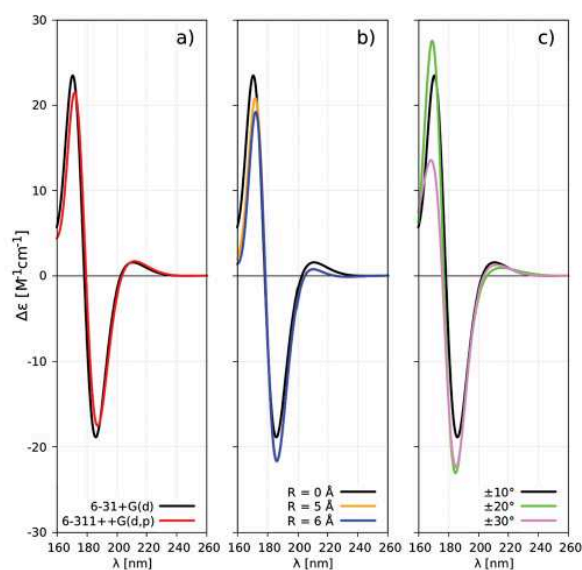 a) b) c)
30
20
10
0
-10
-20
-30
Δε [M⁻¹cm⁻¹]
6-31+G(d)
6-311++G(d,p)
R = 0 Å
R = 5 Å
R = 6 Å
±10°
±20°
±30°
160 180 200 220 240 260 160 180 200 220 240 260 160 180 200 220 240 260
λ [nm] λ [nm] λ [nm]